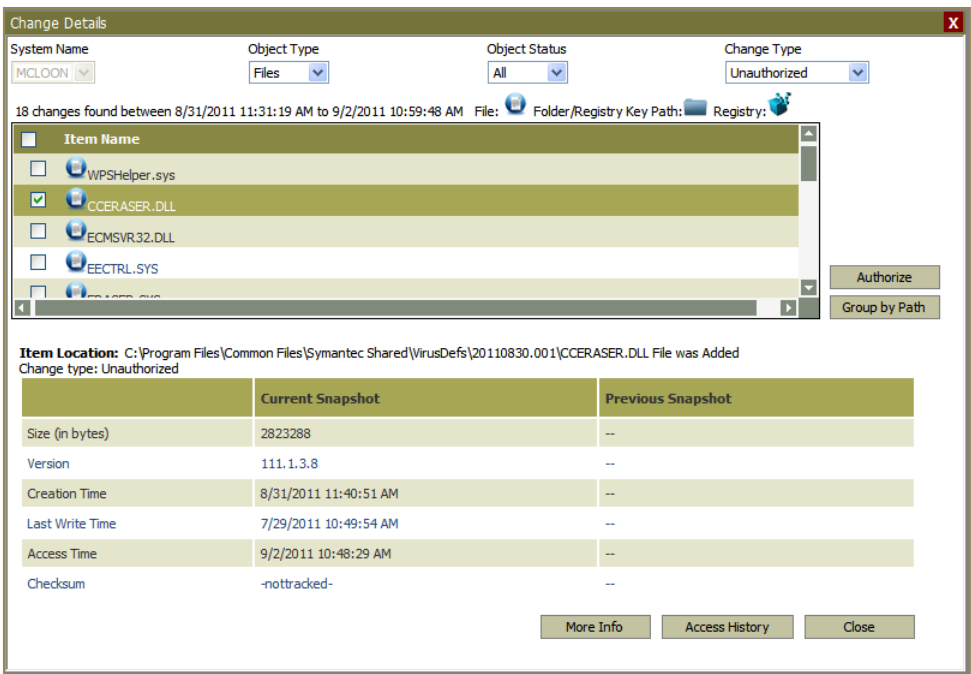 Change Details X
System Name Object Type Object Status Change Type
MCLOON Files All Unauthorized
18 changes found between 8/31/2011 11:31:19 AM to 9/2/2011 10:59:48 AM File: Folder/Registry Key Path: Registry:
Item Name
WPSHelper.sys
CCERASER.DLL
ECMSVR32.DLL
EECTRL.SYS
Authorize
Group by Path
Item Location: C:\Program Files\Common Files\Symantec Shared\VirusDefs\20110830.001\CCERASER.DLL File was Added
Change type: Unauthorized
Current Snapshot Previous Snapshot
Size (in bytes) 2823288 --
Version 111.1.3.8 --
Creation Time 8/31/2011 11:40:51 AM --
Last Write Time 7/29/2011 10:49:54 AM --
Access Time 9/2/2011 10:48:29 AM --
Checksum -nottracked- --
More Info Access History Close